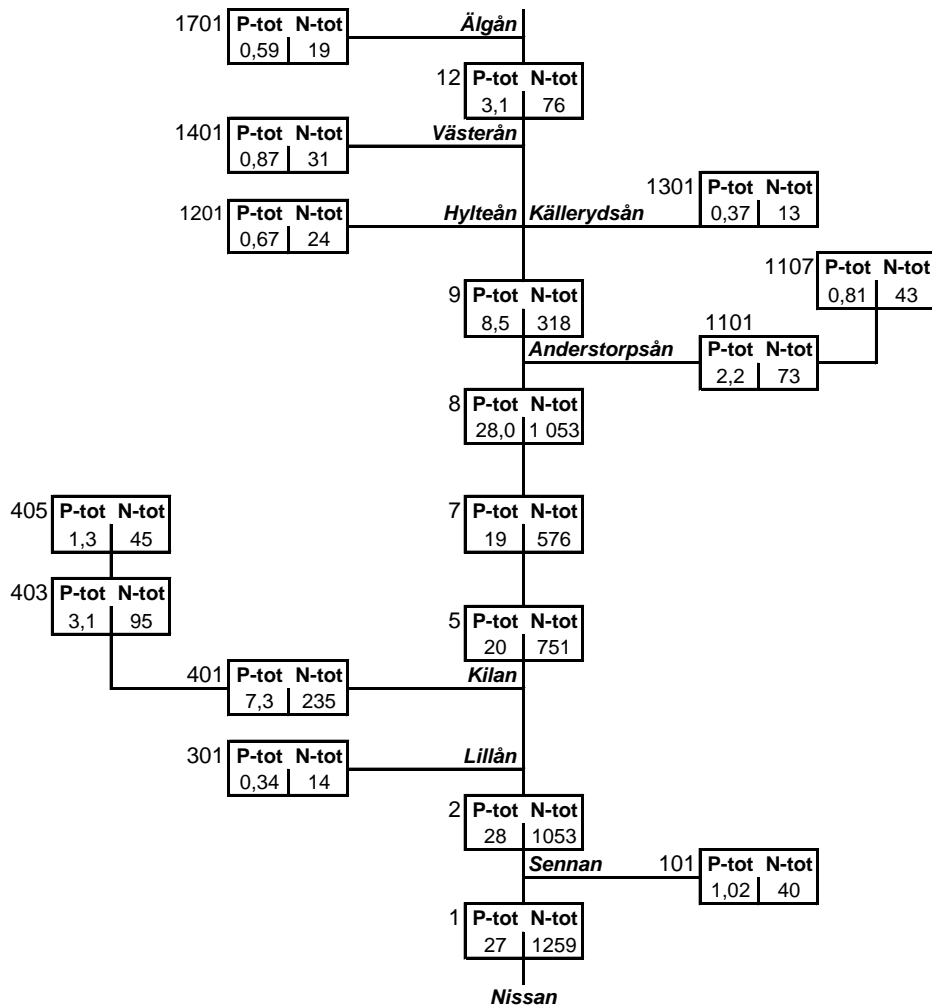 1701 P-tot N-tot Älgån
0,59 19
12 P-tot N-tot
3,1 76
1401 P-tot N-tot Västerån
0,87 31
1301 P-tot N-tot
0,37 13
1201 P-tot N-tot Hylteån Källerydsån
0,67 24
1107 P-tot N-tot
0,81 43
9 P-tot N-tot
8,5 318
1101
Anderstorpsån P-tot N-tot
2,2 73
8 P-tot N-tot
28,0 1 053
405 P-tot N-tot
1,3 45
7 P-tot N-tot
19 576
403 P-tot N-tot
3,1 95
5 P-tot N-tot
20 751
401 P-tot N-tot Kilan
7,3 235
301 P-tot N-tot Lillån
0,34 14
2 P-tot N-tot
28 1053
Sennan 101 P-tot N-tot
1,02 40
1 P-tot N-tot
27 1259
Nissan